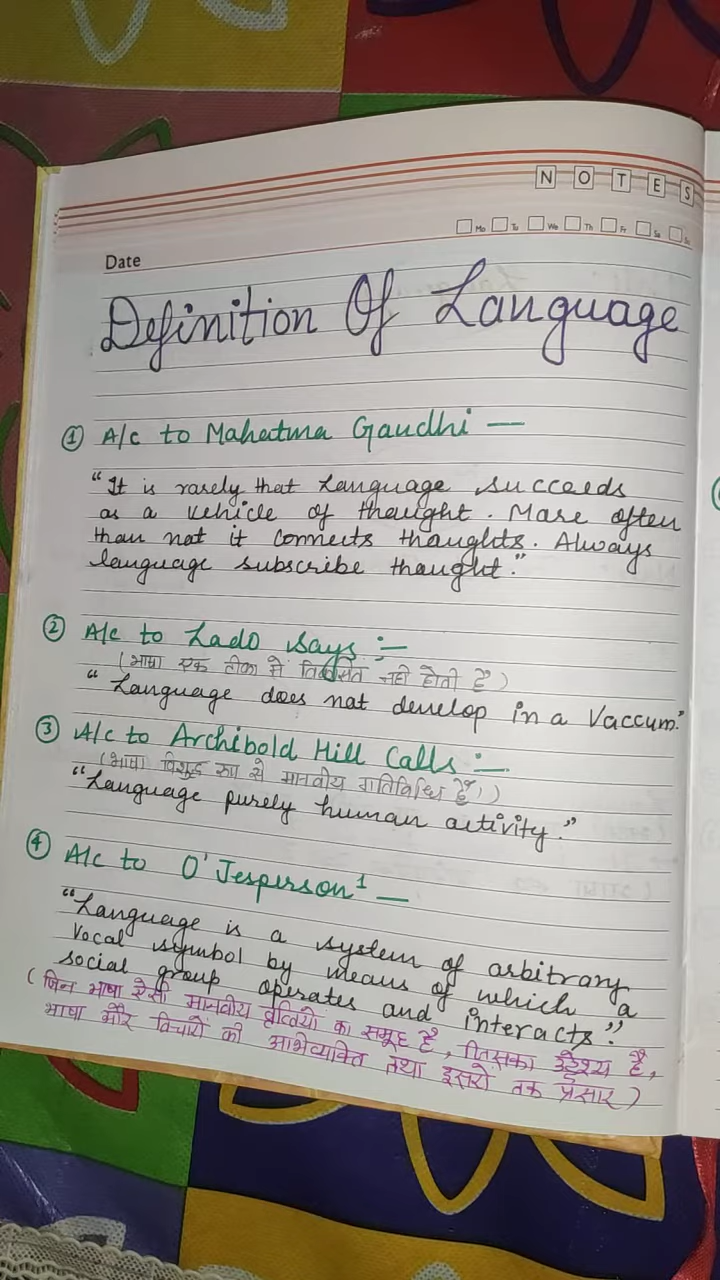 N O T E S
Mo Tu We Th Fr Sa Su
Date
Definition Of Language
① A/c to Mahatma Gandhi —
"It is rarely that Language succeeds
as a vehicle of thought. More often
than not it connects thoughts. Always
language subscribe thought."
② A/c to Lado says :-
(भाषा एक टीका में विकसित नही होती है)
" Language does not develop in a Vaccum."
③ A/c to Archibold Hill Calls :-
(भाषा विशुद्ध रूप से मानवीय गतिविधि है।)
"Language purely human activity."
④ A/c to O' Jesperson¹ —
"Language is a system of arbitrary
Vocal symbol by means of which a
social group operates and interacts."
(जिन भाषा ऐसी मानवीय का समूह है, जिसका उद्देश्य है,
भाषा और विचारों की अभिव्यक्ति तथा इसरो तक प्रसार)